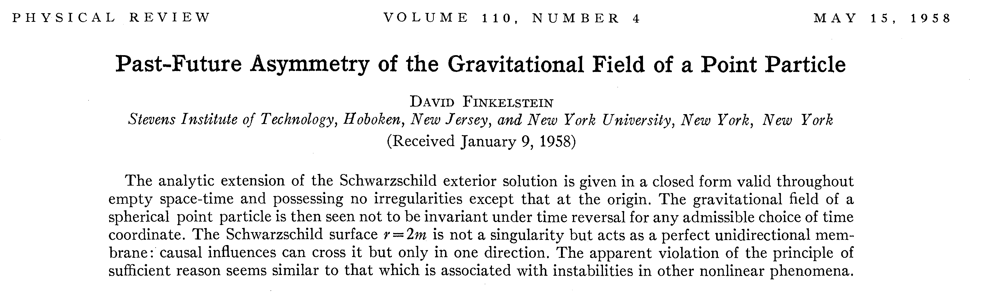 PHYSICAL REVIEW VOLUME 110, NUMBER 4 MAY 15, 1958
Past-Future Asymmetry of the Gravitational Field of a Point Particle
DAVID FINKELSTEIN
Stevens Institute of Technology, Hoboken, New Jersey, and New York University, New York, New York
(Received January 9, 1958)
The analytic extension of the Schwarzschild exterior solution is given in a closed form valid throughout
empty space-time and possessing no irregularities except that at the origin. The gravitational field of a
spherical point particle is then seen not to be invariant under time reversal for any admissible choice of time
coordinate. The Schwarzschild surface r=2m is not a singularity but acts as a perfect unidirectional mem-
brane: causal influences can cross it but only in one direction. The apparent violation of the principle of
sufficient reason seems similar to that which is associated with instabilities in other nonlinear phenomena.